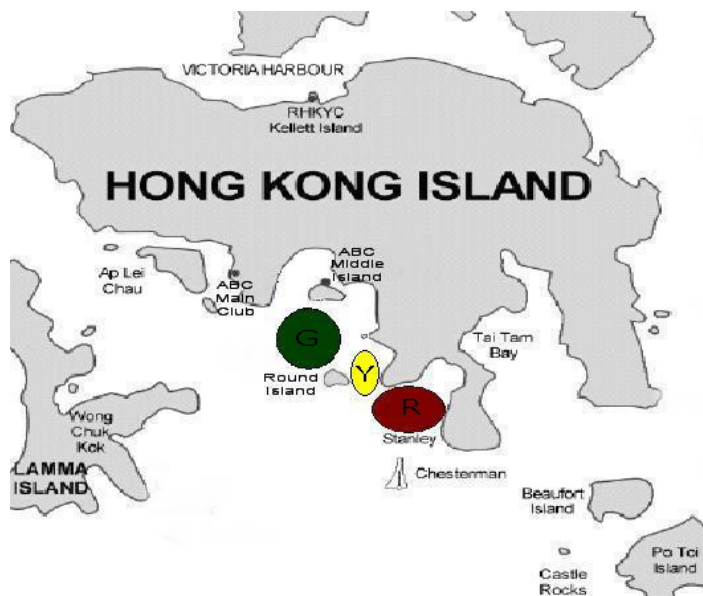 VICTORIA HARBOUR
RHKYC
Kellett Island
HONG KONG ISLAND
ABC
Middle
Island
Ap Lei
Chau
ABC
Main
Club
G
Tai Tam
Bay
Round
Island
Y
R
Stanley
Wong
Chuk
Kok
LAMMA
ISLAND
Chesterman
Beaufort
Island
Po Toi
Island
Castle
Rocks